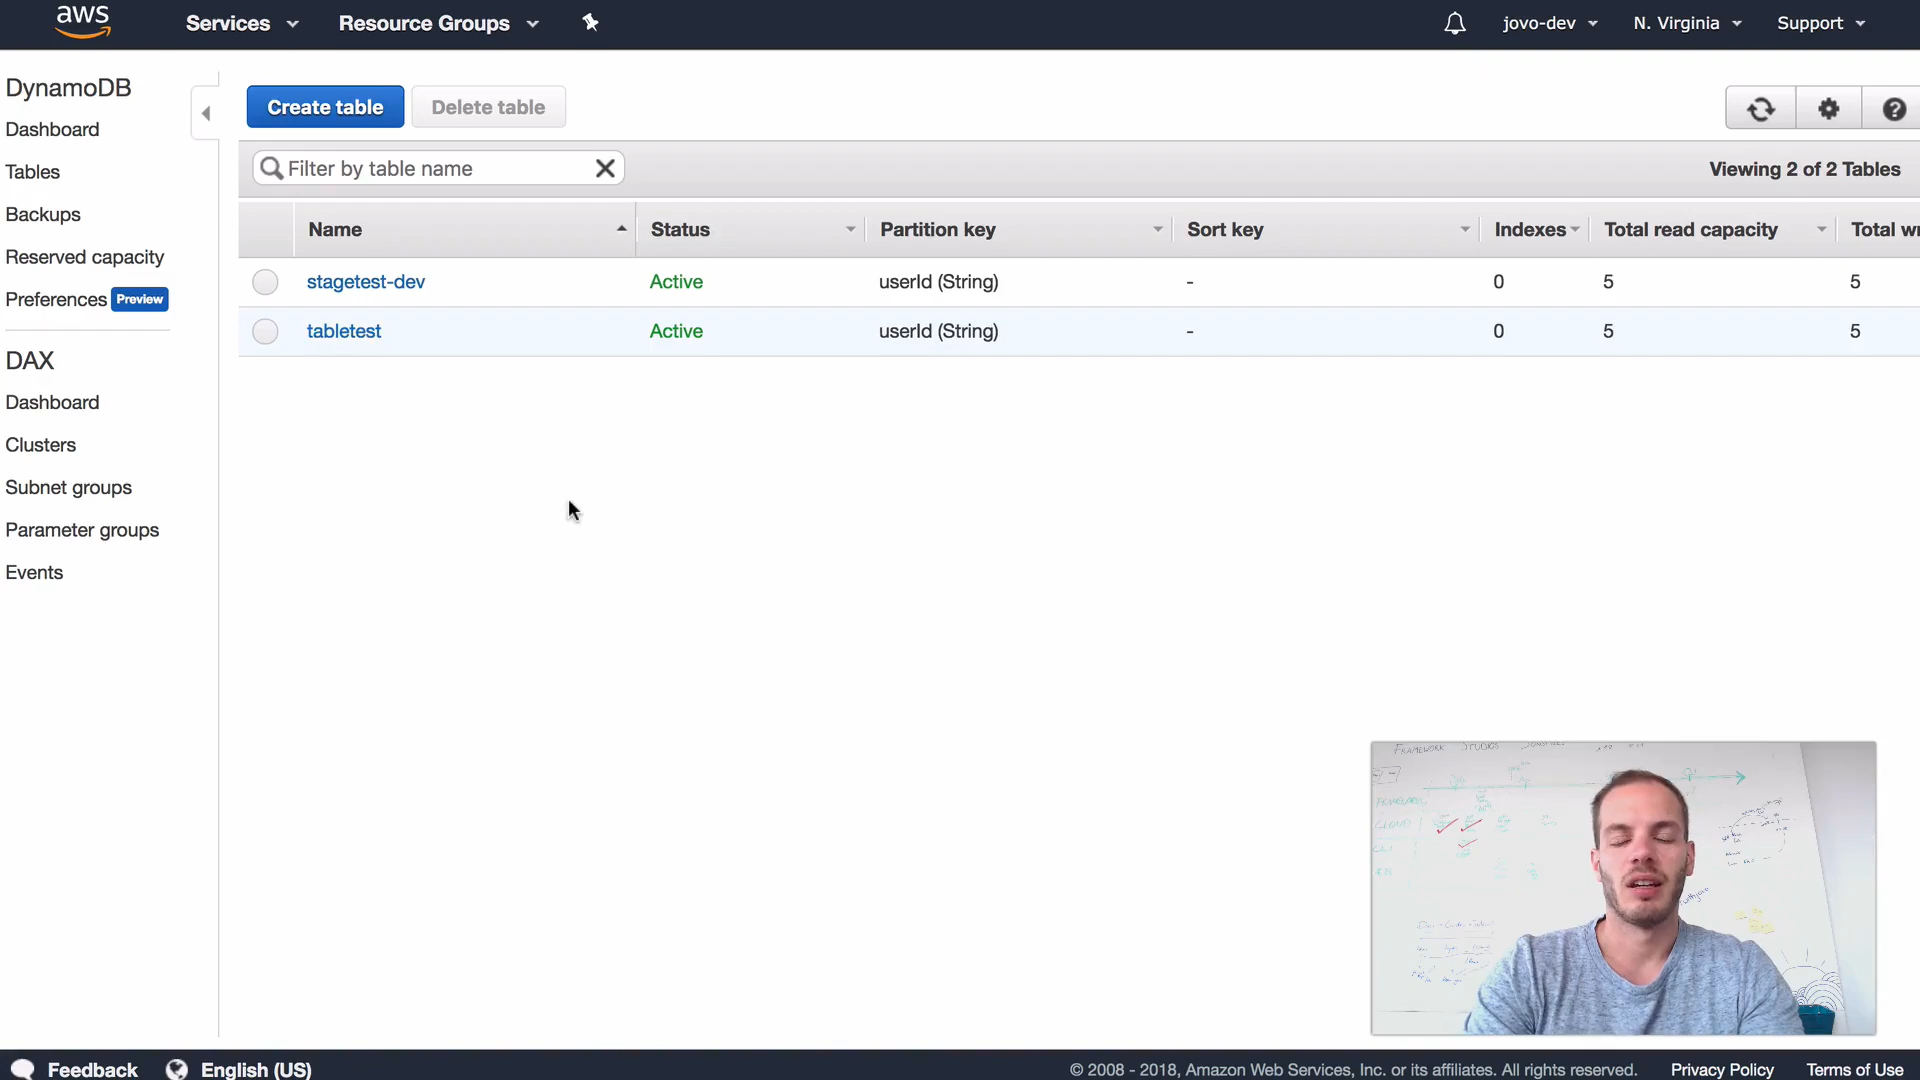 aws
Services
Resource Groups
jovo-dev
N. Virginia
Support
DynamoDB
Dashboard
Tables
Backups
Reserved capacity
Preferences Preview
DAX
Dashboard
Clusters
Subnet groups
Parameter groups
Events
Create table
Delete table
Filter by table name
Viewing 2 of 2 Tables
Name Status Partition key Sort key Indexes Total read capacity Total wr
stagetest-dev Active userId (String) - 0 5 5
tabletest Active userId (String) - 0 5 5
FRAMEWORK STUDIOS
CLOUD
Feedback
English (US)
© 2008 - 2018, Amazon Web Services, Inc. or its affiliates. All rights reserved.
Privacy Policy
Terms of Use